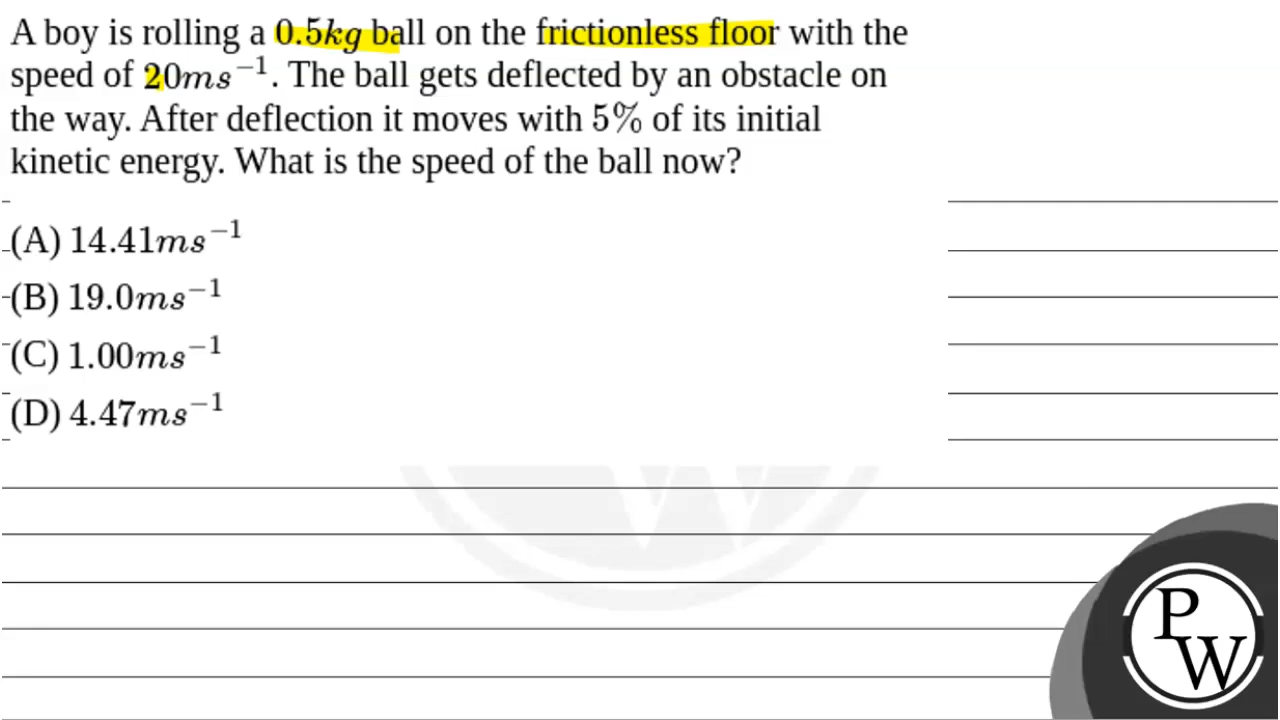 A boy is rolling a 0.5kg ball on the frictionless floor with the
speed of 20ms⁻¹. The ball gets deflected by an obstacle on
the way. After deflection it moves with 5% of its initial
kinetic energy. What is the speed of the ball now?
(A) 14.41ms⁻¹
(B) 19.0ms⁻¹
(C) 1.00ms⁻¹
(D) 4.47ms⁻¹
PW